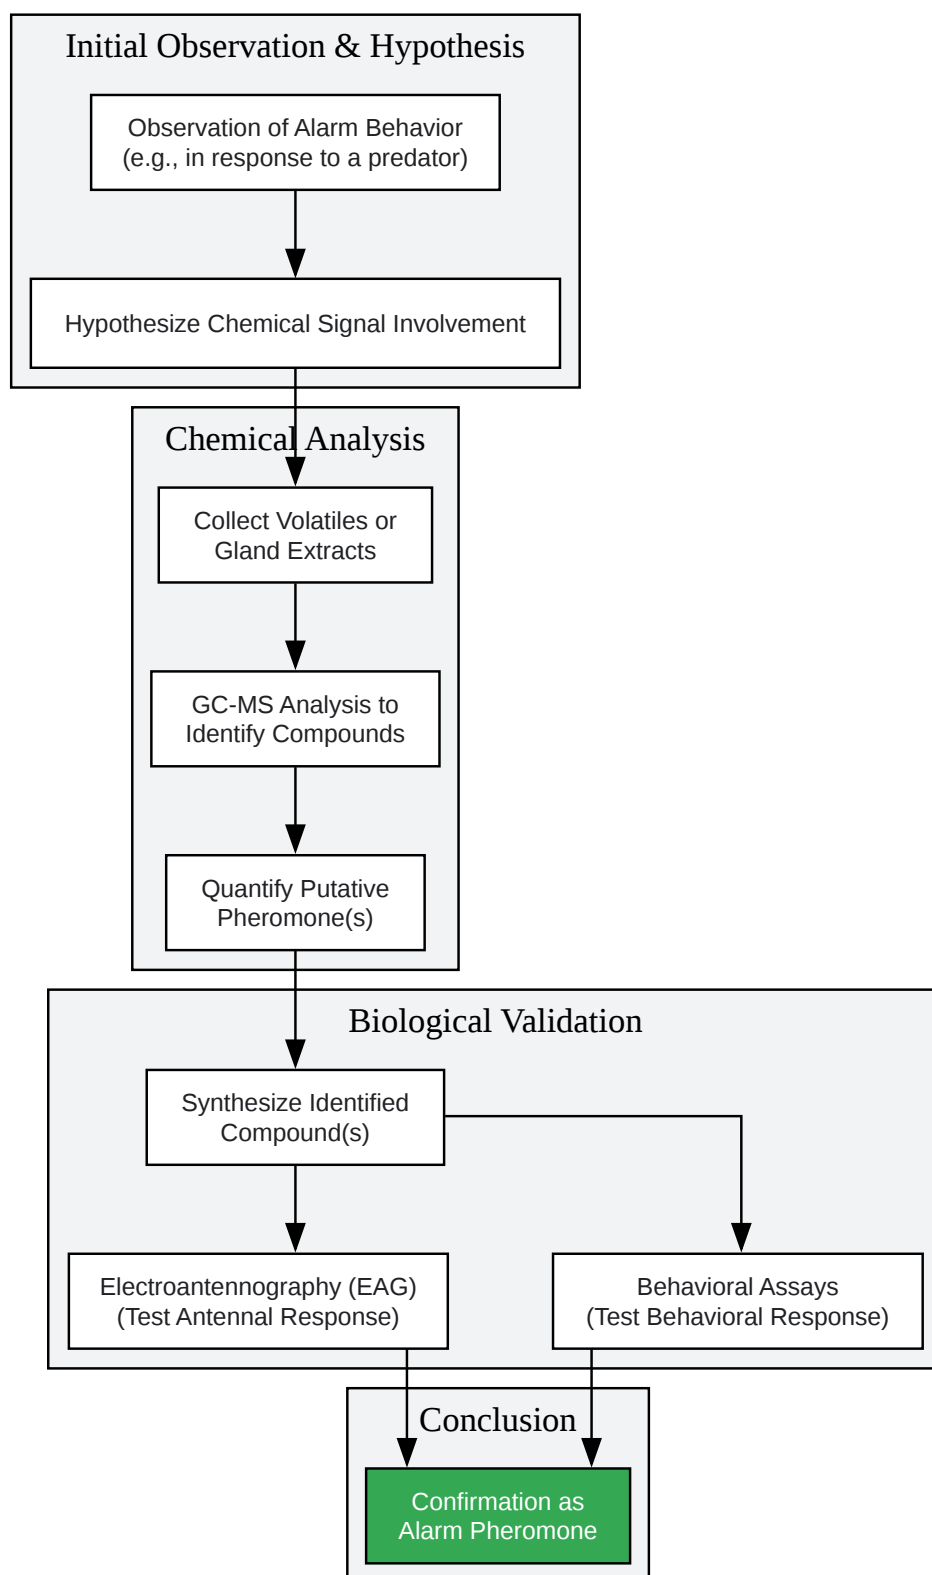 Initial Observation & Hypothesis
Observation of Alarm Behavior
(e.g., in response to a predator)
Hypothesize Chemical Signal Involvement
Chemical Analysis
Collect Volatiles or
Gland Extracts
GC-MS Analysis to
Identify Compounds
Quantify Putative
Pheromone(s)
Biological Validation
Synthesize Identified
Compound(s)
Electroantennography (EAG)
(Test Antennal Response)
Behavioral Assays
(Test Behavioral Response)
Conclusion
Confirmation as
Alarm Pheromone